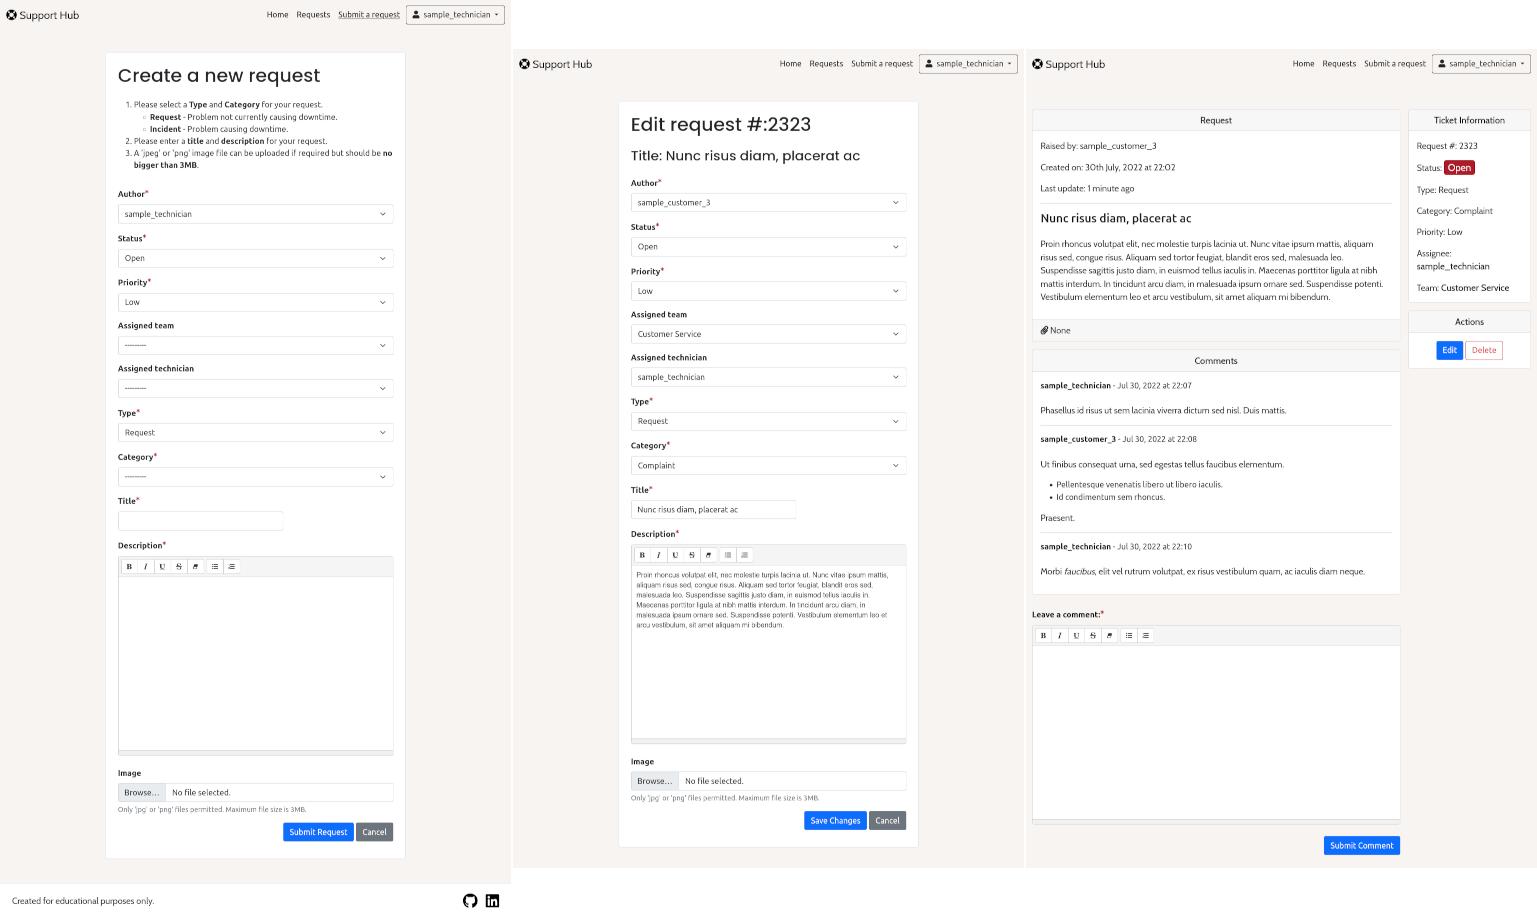 Support Hub
Home Requests Submit a request sample_technician
Create a new request
1. Please select a Type and Category for your request.
Request - Problem not currently causing downtime.
Incident - Problem causing downtime.
2. Please enter a title and description for your request.
3. A 'jpeg' or 'png' image file can be uploaded if required but should be no
bigger than 3MB.
Author*
sample_technician
Status*
Open
Priority*
Low
Assigned team
---------
Assigned technician
---------
Type*
Request
Category*
---------
Title*
Description*
B I U S
Image
Browse... No file selected.
Only 'jpg' or 'png' files permitted. Maximum file size is 3MB.
Submit Request Cancel
Created for educational purposes only.
Support Hub
Home Requests Submit a request sample_technician
Edit request #:2323
Title: Nunc risus diam, placerat ac
Author*
sample_customer_3
Status*
Open
Priority*
Low
Assigned team
Customer Service
Assigned technician
sample_technician
Type*
Request
Category*
Complaint
Title*
Nunc risus diam, placerat ac
Description*
B I U S
Proin rhoncus volutpat elit, nec molestie turpis lacinia ut. Nunc vitae ipsum mattis,
aliquam risus sed, congue risus. Aliquam sed tortor feugiat, blandit eros sed,
malesuada leo. Suspendisse sagittis justo diam, in euismod tellus iaculis in.
Maecenas porttitor ligula at nibh mattis interdum. In tincidunt arcu diam, in
malesuada ipsum ornare sed. Suspendisse potenti. Vestibulum elementum leo et
arcu vestibulum, sit amet aliquam mi bibendum.
Image
Browse... No file selected.
Only 'jpg' or 'png' files permitted. Maximum file size is 3MB.
Save Changes Cancel
Support Hub
Home Requests Submit a request sample_technician
Request
Raised by: sample_customer_3
Created on: 30th July, 2022 at 22:02
Last update: 1 minute ago
Nunc risus diam, placerat ac
Proin rhoncus volutpat elit, nec molestie turpis lacinia ut. Nunc vitae ipsum mattis, aliquam
risus sed, congue risus. Aliquam sed tortor feugiat, blandit eros sed, malesuada leo.
Suspendisse sagittis justo diam, in euismod tellus iaculis in. Maecenas porttitor ligula at nibh
mattis interdum. In tincidunt arcu diam, in malesuada ipsum ornare sed. Suspendisse potenti.
Vestibulum elementum leo et arcu vestibulum, sit amet aliquam mi bibendum.
None
Comments
sample_technician - Jul 30, 2022 at 22:07
Phasellus id risus ut sem lacinia viverra dictum sed nisl. Duis mattis.
sample_customer_3 - Jul 30, 2022 at 22:08
Ut finibus consequat urna, sed egestas tellus faucibus elementum.
Pellentesque venenatis libero ut libero iaculis.
Id condimentum sem rhoncus.
Praesent.
sample_technician - Jul 30, 2022 at 22:10
Morbi faucibus, elit vel rutrum volutpat, ex risus vestibulum quam, ac iaculis diam neque.
Leave a comment:*
B I U S
Submit Comment
Ticket Information
Request #: 2323
Status: Open
Type: Request
Category: Complaint
Priority: Low
Assignee:
sample_technician
Team: Customer Service
Actions
Edit Delete